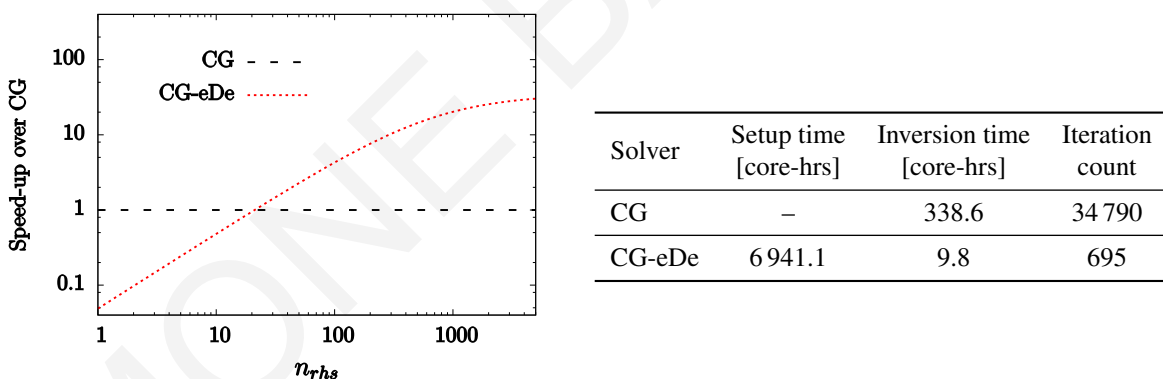 100
10
1
0.1
Speed-up over CG
CG
CG-eDe
1 10 100 1000
n_rhs
Solver Setup time [core-hrs] Inversion time [core-hrs] Iteration count
CG – 338.6 34 790
CG-eDe 6 941.1 9.8 695
MONE BA